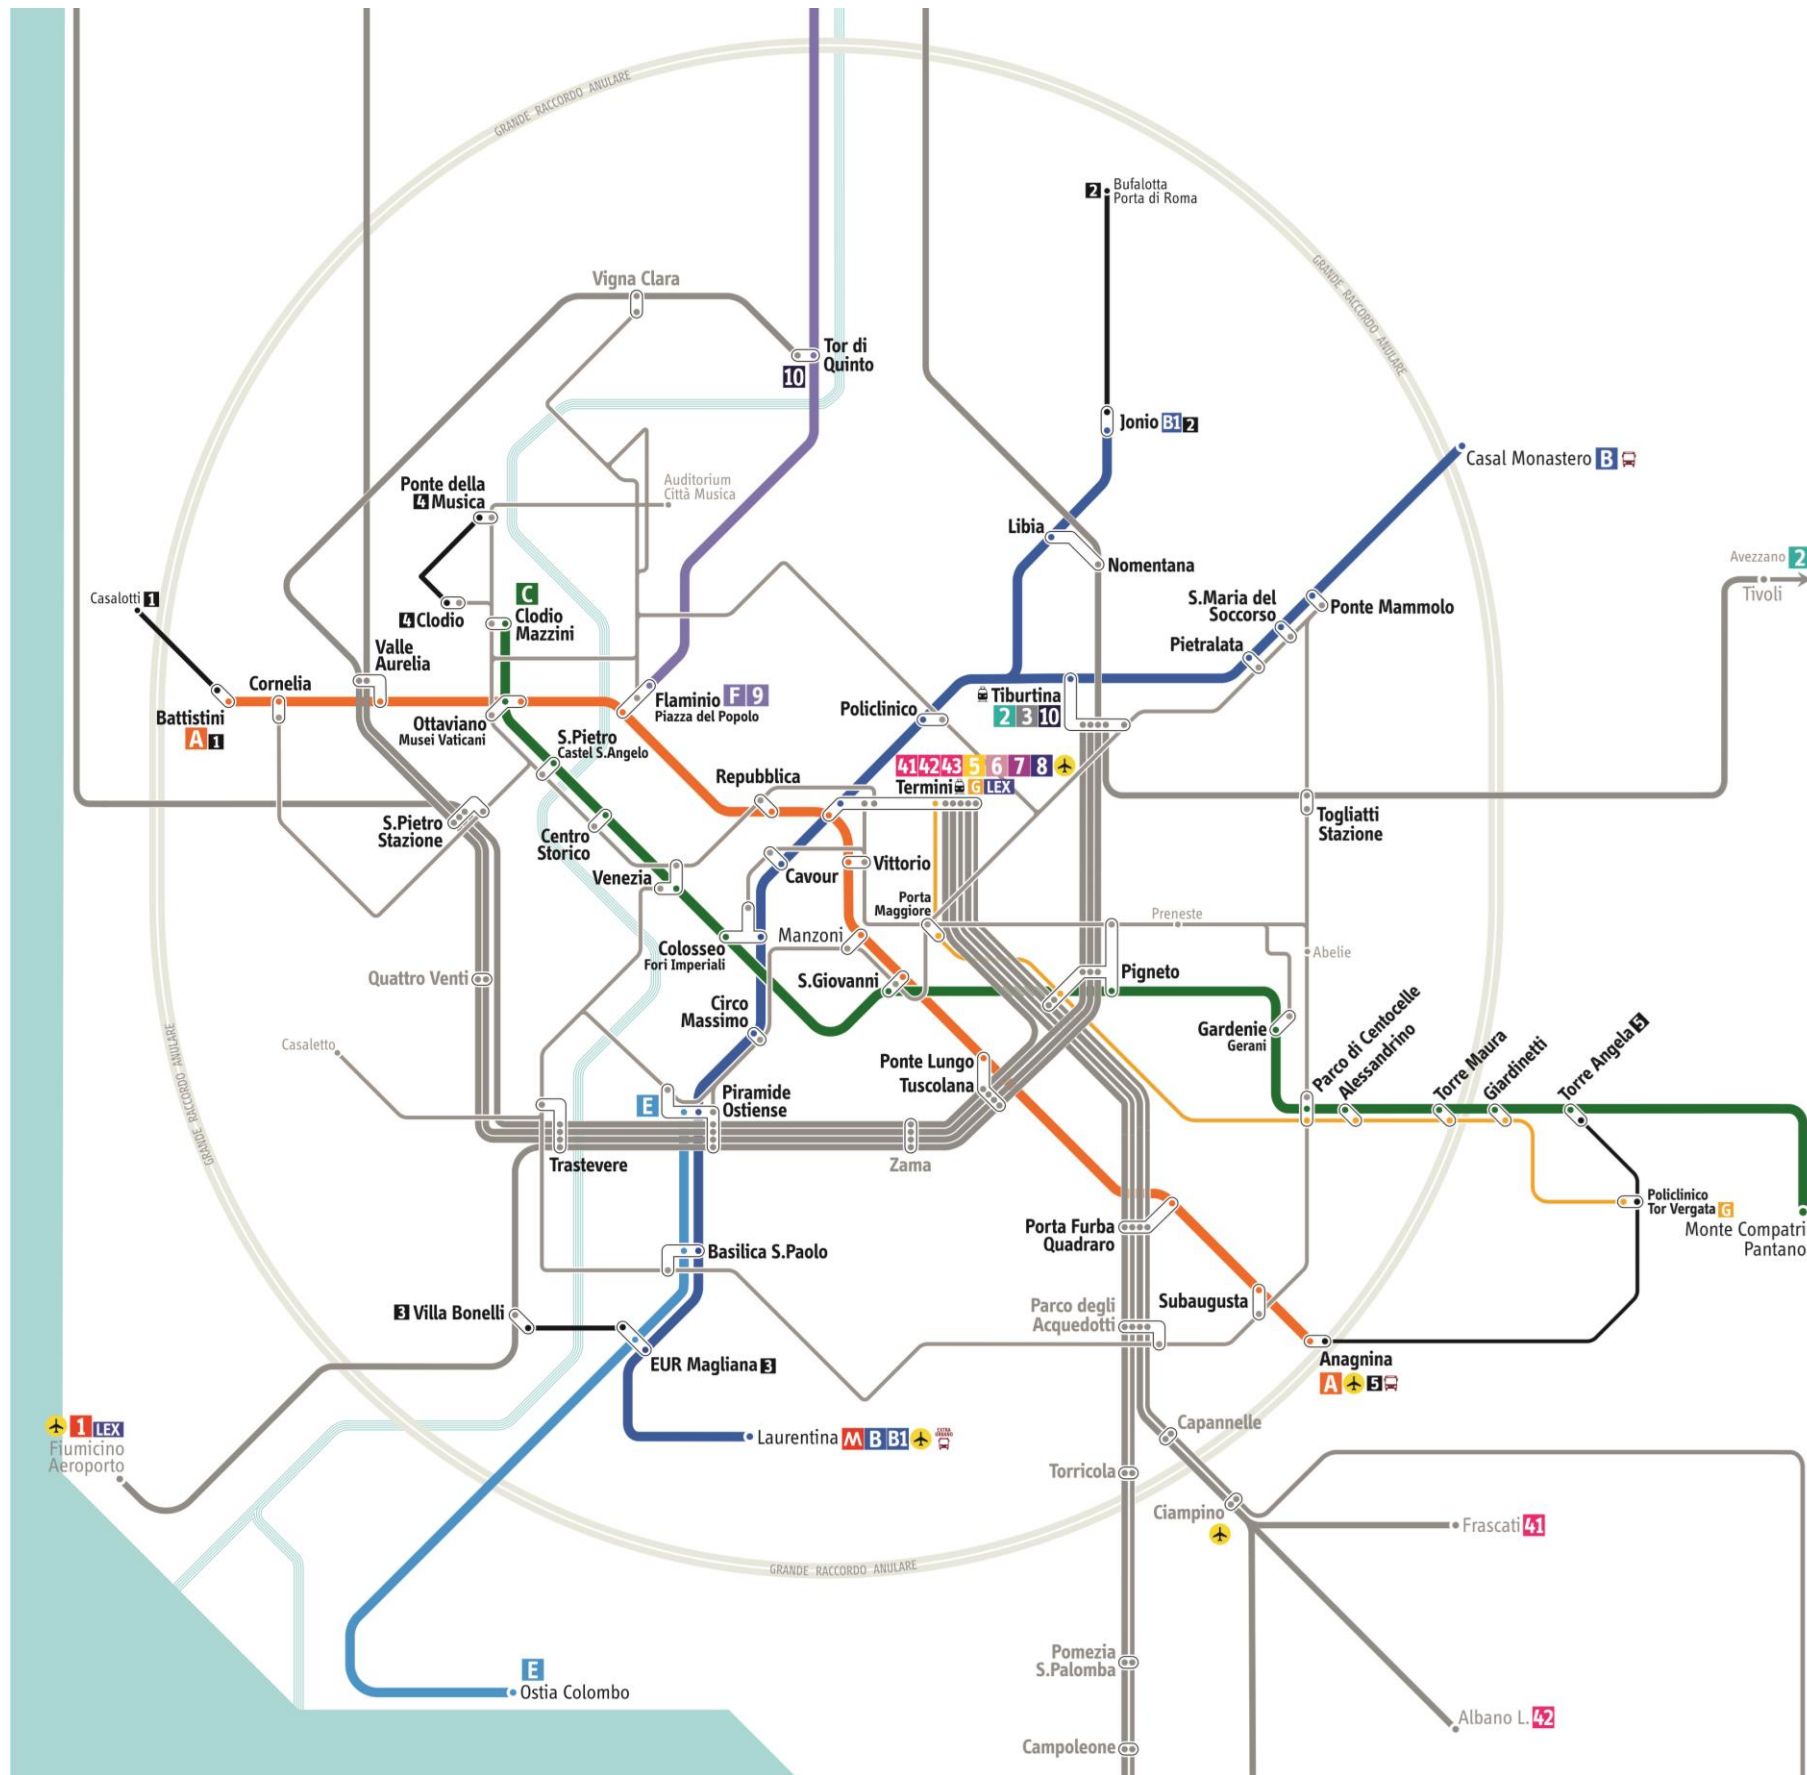 GRANDE RACCORDO ANULARE
2 Bufalotta
Porta di Roma
GRANDE RACCORDO ANULARE
Vigna Clara
Tor di
Quinto
10
Jonio B1 2
Casal Monastero B
Ponte della
4 Musica
Auditorium
Città Musica
Libia
Nomentana
Avezzano 2
Tivoli
Casalotti 1
4 Clodio
C
Clodio
Mazzini
S.Maria del
Soccorso
Ponte Mammolo
Pietralata
Valle
Aurelia
Cornelia
Battistini
A 1
Ottaviano
Musei Vaticani
Flaminio F 9
Piazza del Popolo
Policlinico
Tiburtina
2 3 10
S.Pietro
Castel S.Angelo
Repubblica
41 42 43 5 6 7 8
Termini G LEX
S.Pietro
Stazione
Centro
Storico
Togliatti
Stazione
Venezia
Cavour
Vittorio
Porta
Maggiore
Preneste
Manzoni
Colosseo
Fori Imperiali
Abelie
Quattro Venti
S.Giovanni
Pigneto
Circo
Massimo
Gardenie
Gerani
Parco di Centocelle
Alessandrino
Torre Maura
Giardinetti
Torre Angela 5
GRANDE RACCORDO ANULARE
Casaletto
Ponte Lungo
Tuscolana
E
Piramide
Ostiense
Trastevere
Zama
Policlinico
Tor Vergata G
Monte Compatri
Pantano
Porta Furba
Quadraro
Basilica S.Paolo
3 Villa Bonelli
EUR Magliana 3
Parco degli
Acquedotti
Subaugusta
Anagnina
A 5
1 LEX
Fiumicino
Aeroporto
Laurentina M B B1
Capannelle
Torricola
Ciampino
Frascati 41
GRANDE RACCORDO ANULARE
Pomezia
S.Palomba
E
Ostia Colombo
Albano L. 42
Campoleone